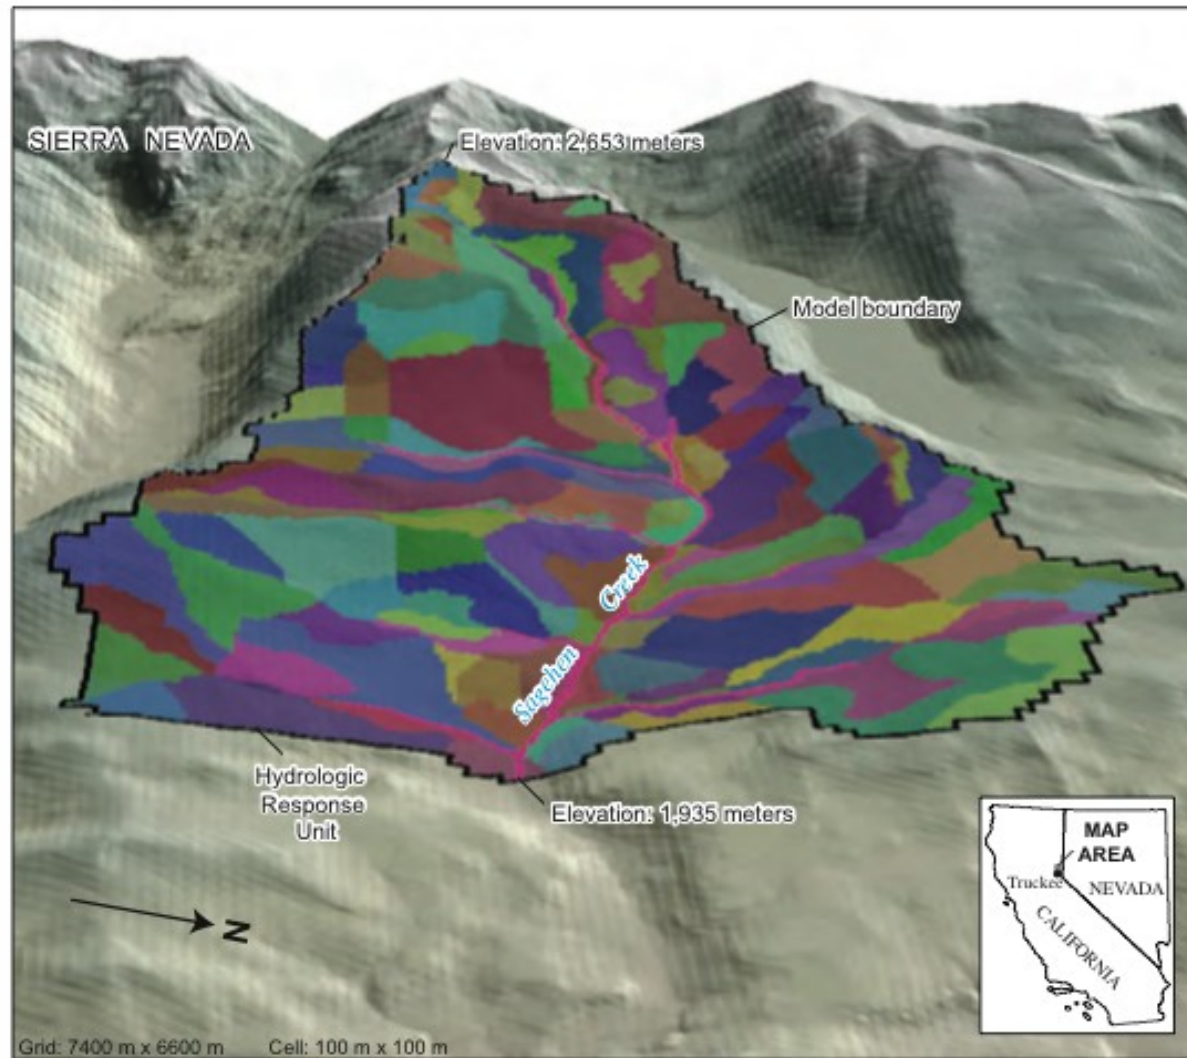 SIERRA NEVADA
Elevation: 2,653 meters
Model boundary
Creek
Sagehen
Hydrologic
Response
Unit
Elevation: 1,935 meters
MAP
AREA
Truckee
NEVADA
CALIFORNIA
N
Grid: 7400 m x 6600 m Cell: 100 m x 100 m